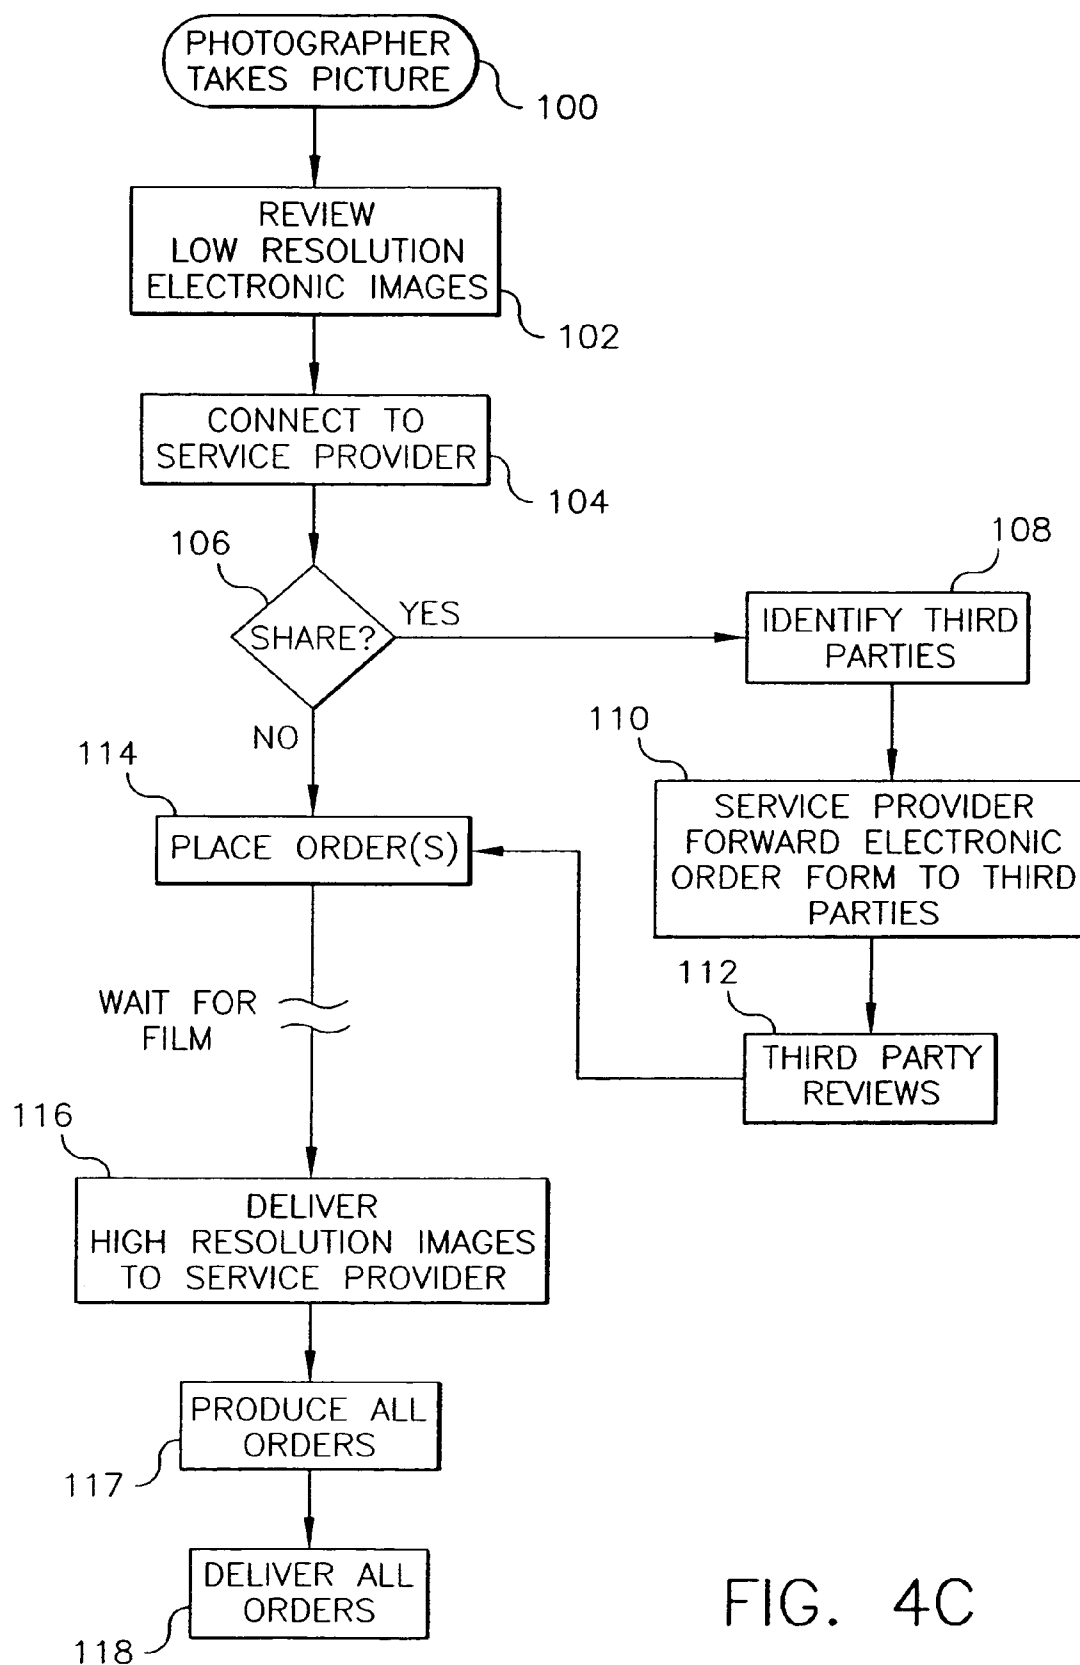 PHOTOGRAPHER
TAKES PICTURE
100
REVIEW
LOW RESOLUTION
ELECTRONIC IMAGES
102
CONNECT TO
SERVICE PROVIDER
104
106
SHARE?
YES
NO
108
IDENTIFY THIRD
PARTIES
110
SERVICE PROVIDER
FORWARD ELECTRONIC
ORDER FORM TO THIRD
PARTIES
112
THIRD PARTY
REVIEWS
114
PLACE ORDER(S)
WAIT FOR
FILM
116
DELIVER
HIGH RESOLUTION IMAGES
TO SERVICE PROVIDER
PRODUCE ALL
ORDERS
117
DELIVER ALL
ORDERS
118
FIG. 4C